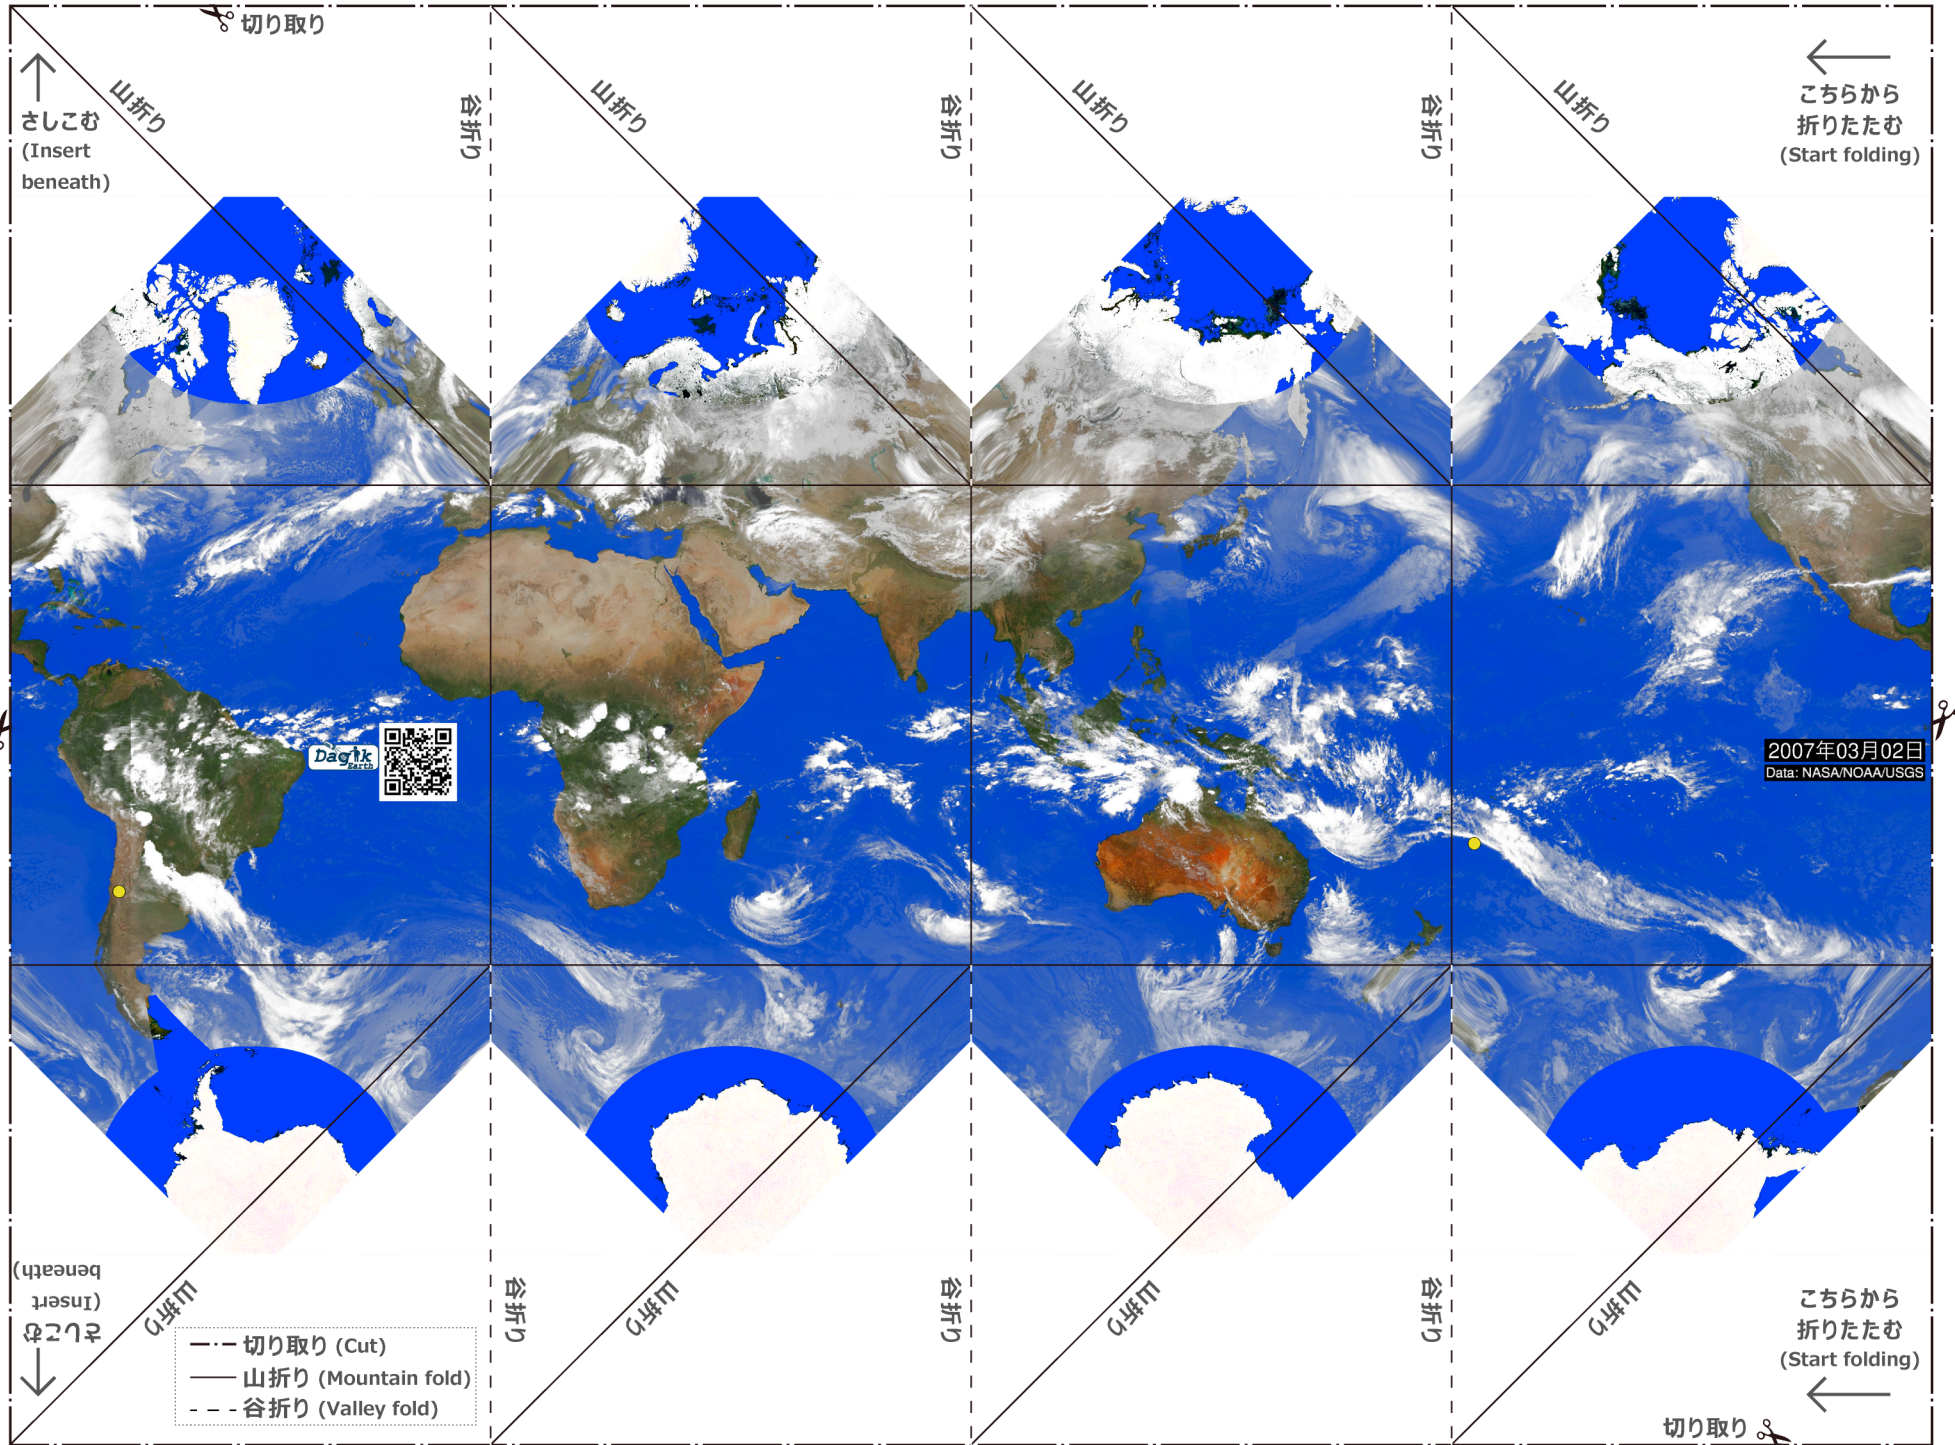 切り取り
さしこむ
(Insert
beneath)
山折り
谷折り
山折り
谷折り
山折り
谷折り
山折り
こちらから
折りたたむ
(Start folding)
Dagik
Earth
2007年03月02日
Data: NASA/NOAA/USGS
さしこむ
(Insert
beneath)
山折り
谷折り
山折り
谷折り
山折り
谷折り
山折り
こちらから
折りたたむ
(Start folding)
切り取り (Cut)
山折り (Mountain fold)
谷折り (Valley fold)
切り取り